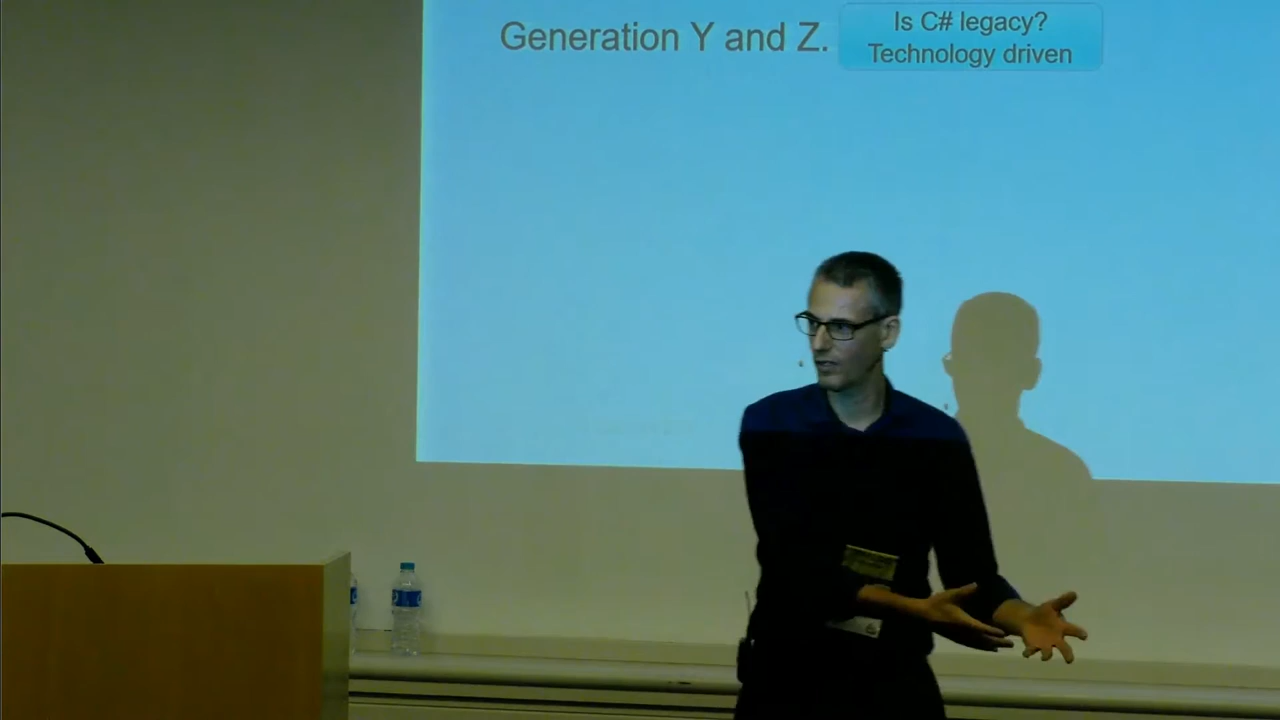 Generation Y and Z.
Is C# legacy?
Technology driven